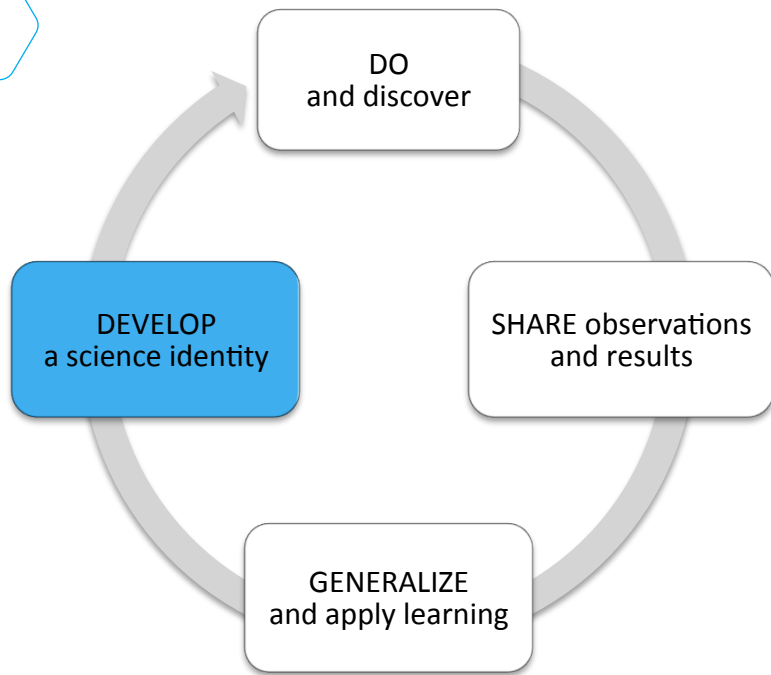 DO
and discover
SHARE observations
and results
GENERALIZE
and apply learning
DEVELOP
a science identity